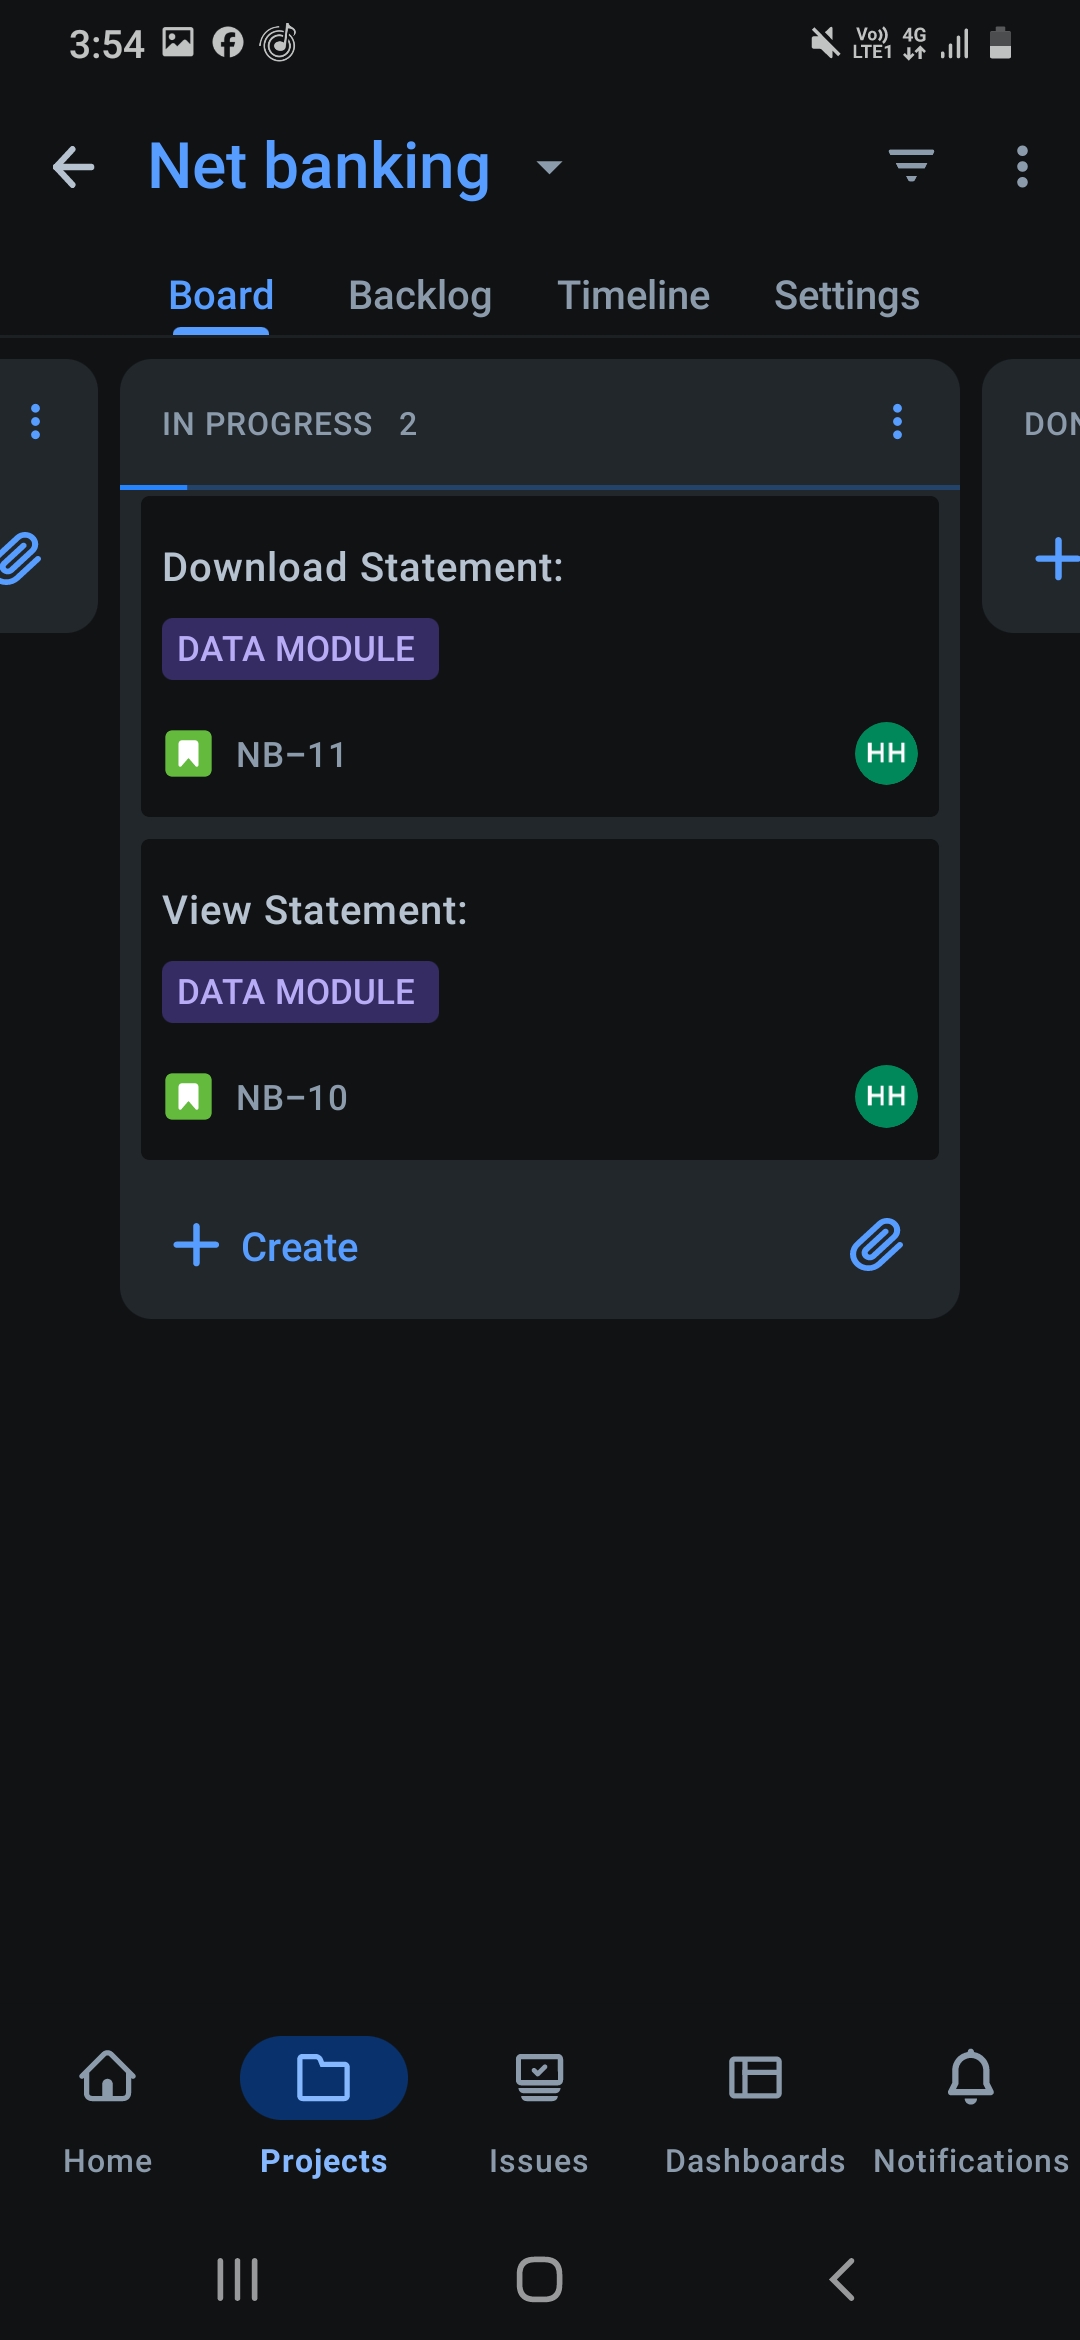 3:54
Vo)) LTE1 4G
Net banking
Board Backlog Timeline Settings
IN PROGRESS 2
DON
Download Statement:
DATA MODULE
NB-11
HH
View Statement:
DATA MODULE
NB-10
HH
Create
Home Projects Issues Dashboards Notifications